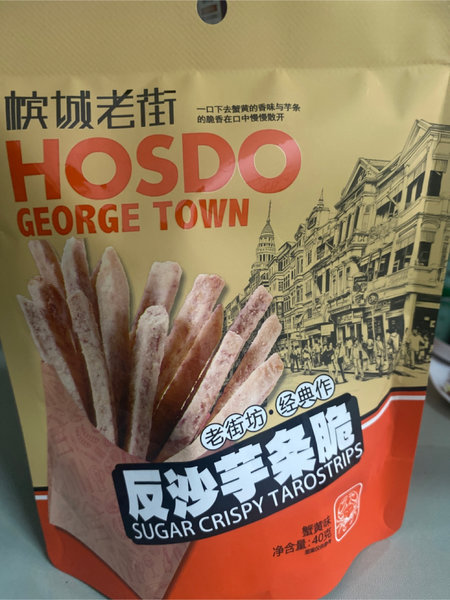 槟城老街
一口下去蟹黄的香味与芋条
的脆香在口中慢慢散开
HOSDO
GEORGE TOWN
老街坊·经典作
反沙芋条脆
SUGAR CRISPY TAROSTRIPS
蟹黄味
净含量:40克